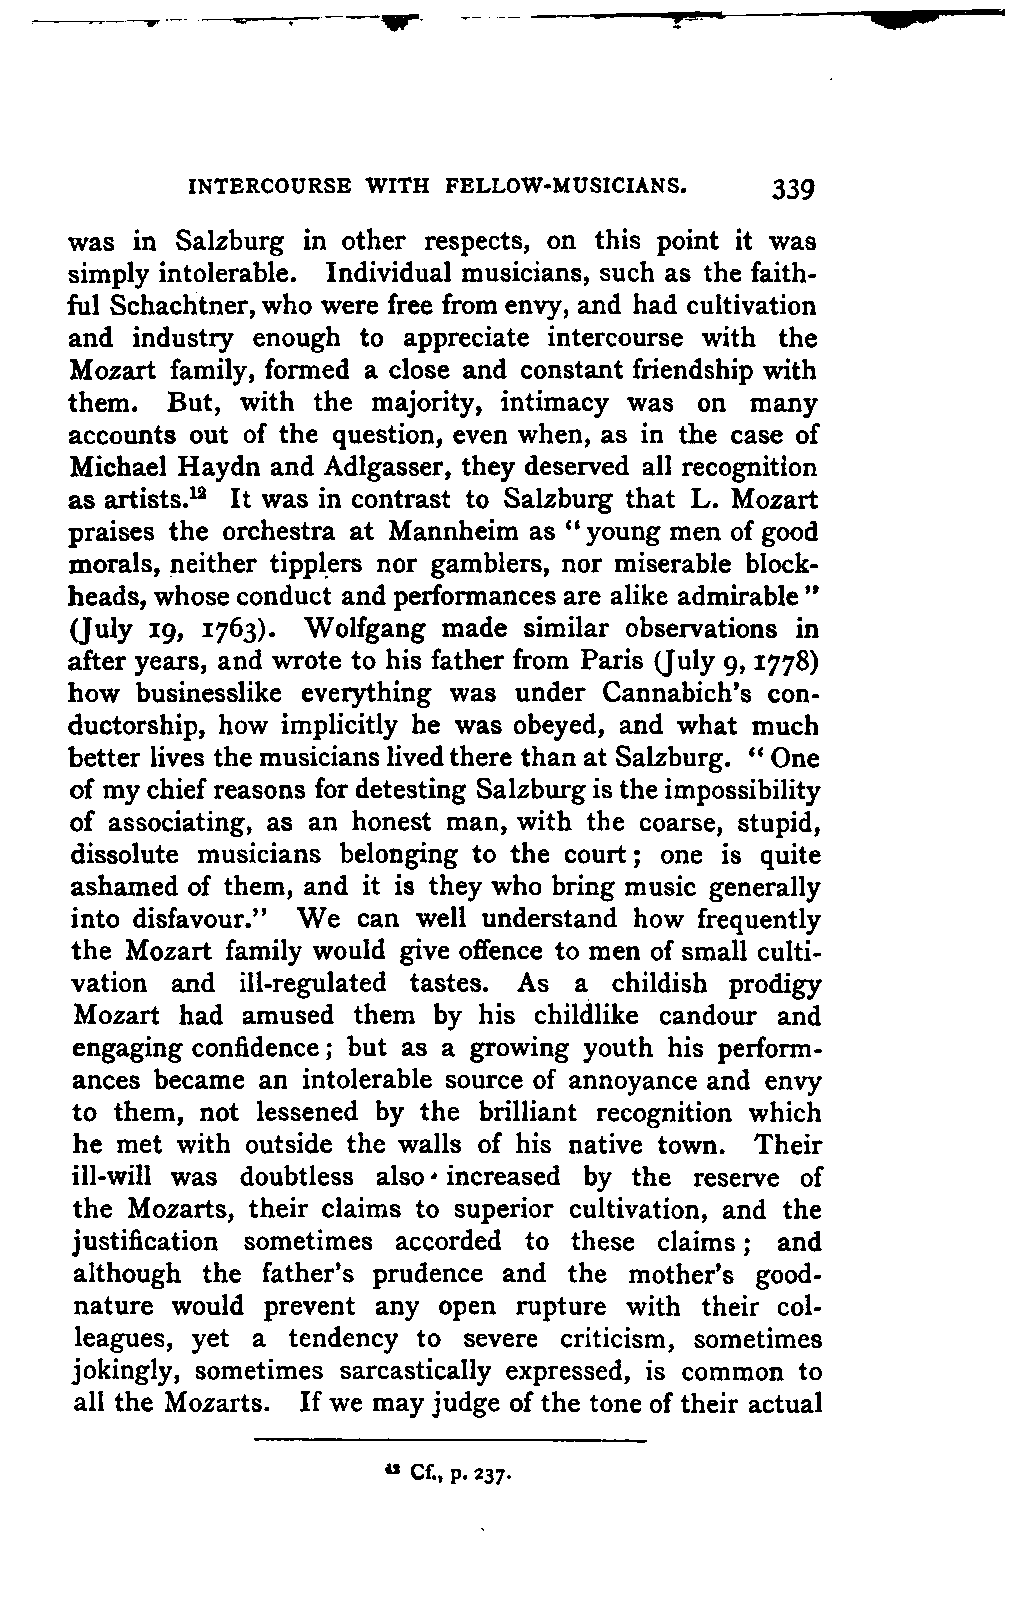 INTERCOURSE WITH FELLOW-MUSICIANS. 339
was in Salzburg in other respects, on this point it was
simply intolerable. Individual musicians, such as the faith-
ful Schachtner, who were free from envy, and had cultivation
and industry enough to appreciate intercourse with the
Mozart family, formed a close and constant friendship with
them. But, with the majority, intimacy was on many
accounts out of the question, even when, as in the case of
Michael Haydn and Adlgasser, they deserved all recognition
as artists.¹² It was in contrast to Salzburg that L. Mozart
praises the orchestra at Mannheim as “young men of good
morals, neither tipplers nor gamblers, nor miserable block-
heads, whose conduct and performances are alike admirable”
(July 19, 1763). Wolfgang made similar observations in
after years, and wrote to his father from Paris (July 9, 1778)
how businesslike everything was under Cannabich's con-
ductorship, how implicitly he was obeyed, and what much
better lives the musicians lived there than at Salzburg. “One
of my chief reasons for detesting Salzburg is the impossibility
of associating, as an honest man, with the coarse, stupid,
dissolute musicians belonging to the court; one is quite
ashamed of them, and it is they who bring music generally
into disfavour.” We can well understand how frequently
the Mozart family would give offence to men of small culti-
vation and ill-regulated tastes. As a childish prodigy
Mozart had amused them by his childlike candour and
engaging confidence; but as a growing youth his perform-
ances became an intolerable source of annoyance and envy
to them, not lessened by the brilliant recognition which
he met with outside the walls of his native town. Their
ill-will was doubtless also increased by the reserve of
the Mozarts, their claims to superior cultivation, and the
justification sometimes accorded to these claims; and
although the father's prudence and the mother's good-
nature would prevent any open rupture with their col-
leagues, yet a tendency to severe criticism, sometimes
jokingly, sometimes sarcastically expressed, is common to
all the Mozarts. If we may judge of the tone of their actual
¹² Cf., p. 237.